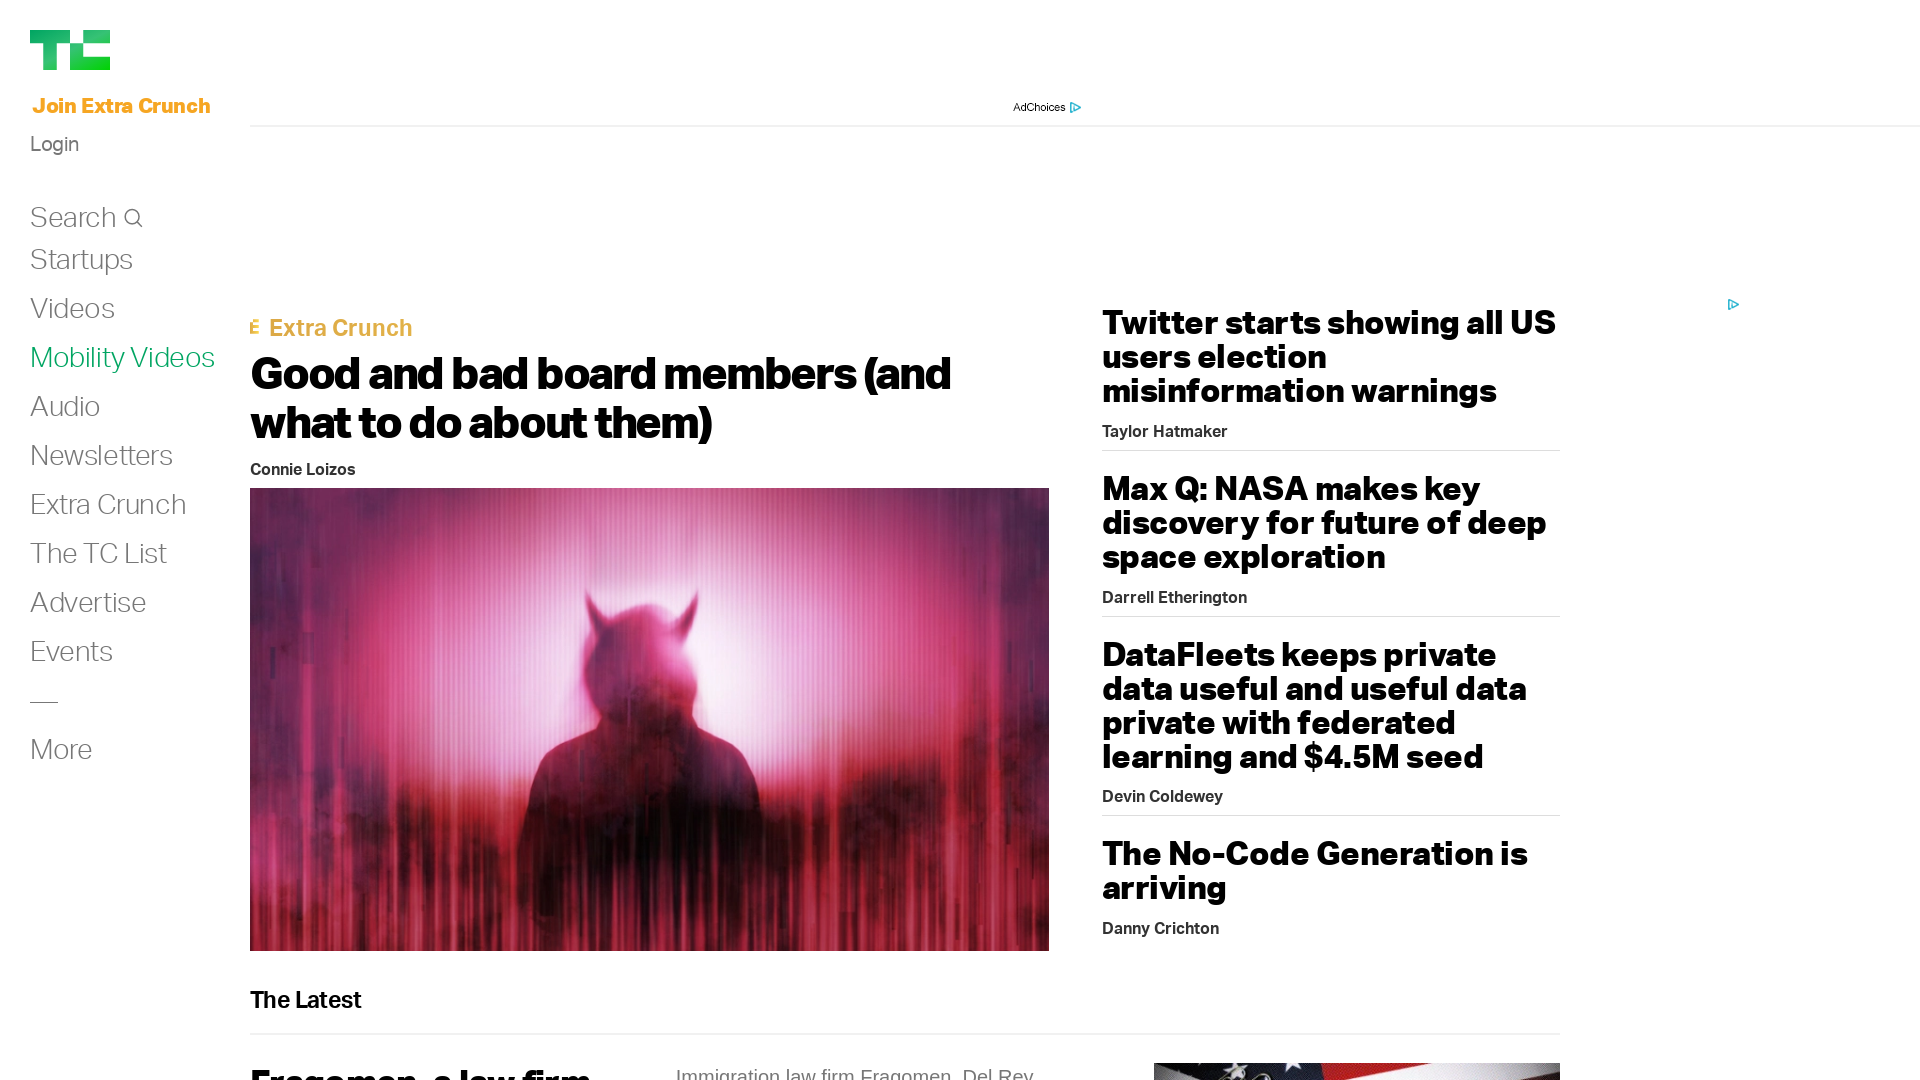 TC
Join Extra Crunch
Login
Search
Startups
Videos
Mobility Videos
Audio
Newsletters
Extra Crunch
The TC List
Advertise
Events
More
AdChoices
Extra Crunch
Good and bad board members (and
what to do about them)
Connie Loizos
Twitter starts showing all US
users election
misinformation warnings
Taylor Hatmaker
Max Q: NASA makes key
discovery for future of deep
space exploration
Darrell Etherington
DataFleets keeps private
data useful and useful data
private with federated
learning and $4.5M seed
Devin Coldewey
The No-Code Generation is
arriving
Danny Crichton
The Latest
Fragomen, a law firm
Immigration law firm Fragomen, Del Rey,